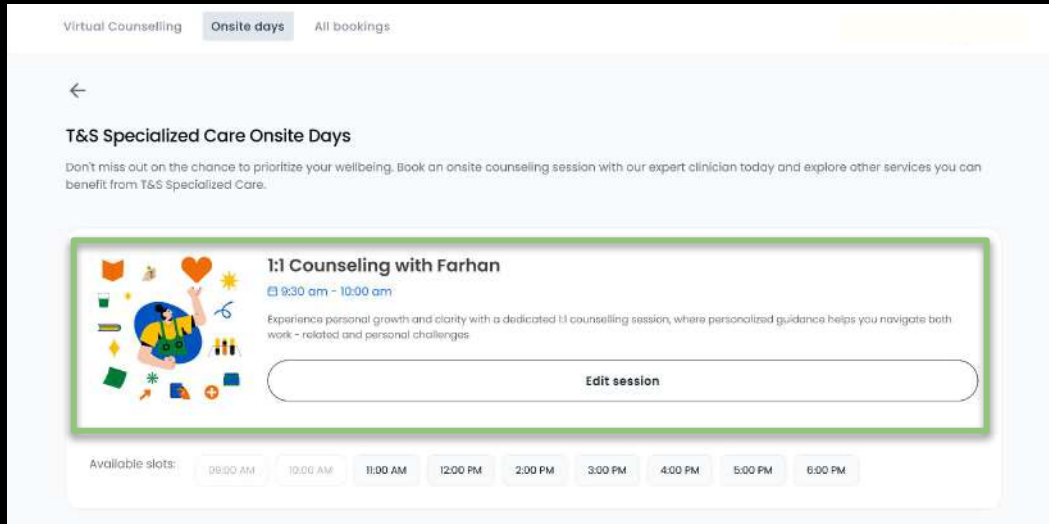 Virtual Counselling Onsite days All bookings
T&S Specialized Care Onsite Days
Don't miss out on the chance to prioritize your wellbeing. Book an onsite counseling session with our expert clinician today and explore other services you can
benefit from T&S Specialized Care.
1:1 Counseling with Farhan
9:30 am - 10:00 am
Experience personal growth and clarity with a dedicated 1:1 counselling session, where personalized guidance helps you navigate both
work - related and personal challenges
Edit session
Available slots: 09:00 AM 10:00 AM 11:00 AM 12:00 PM 2:00 PM 3:00 PM 4:00 PM 5:00 PM 6:00 PM